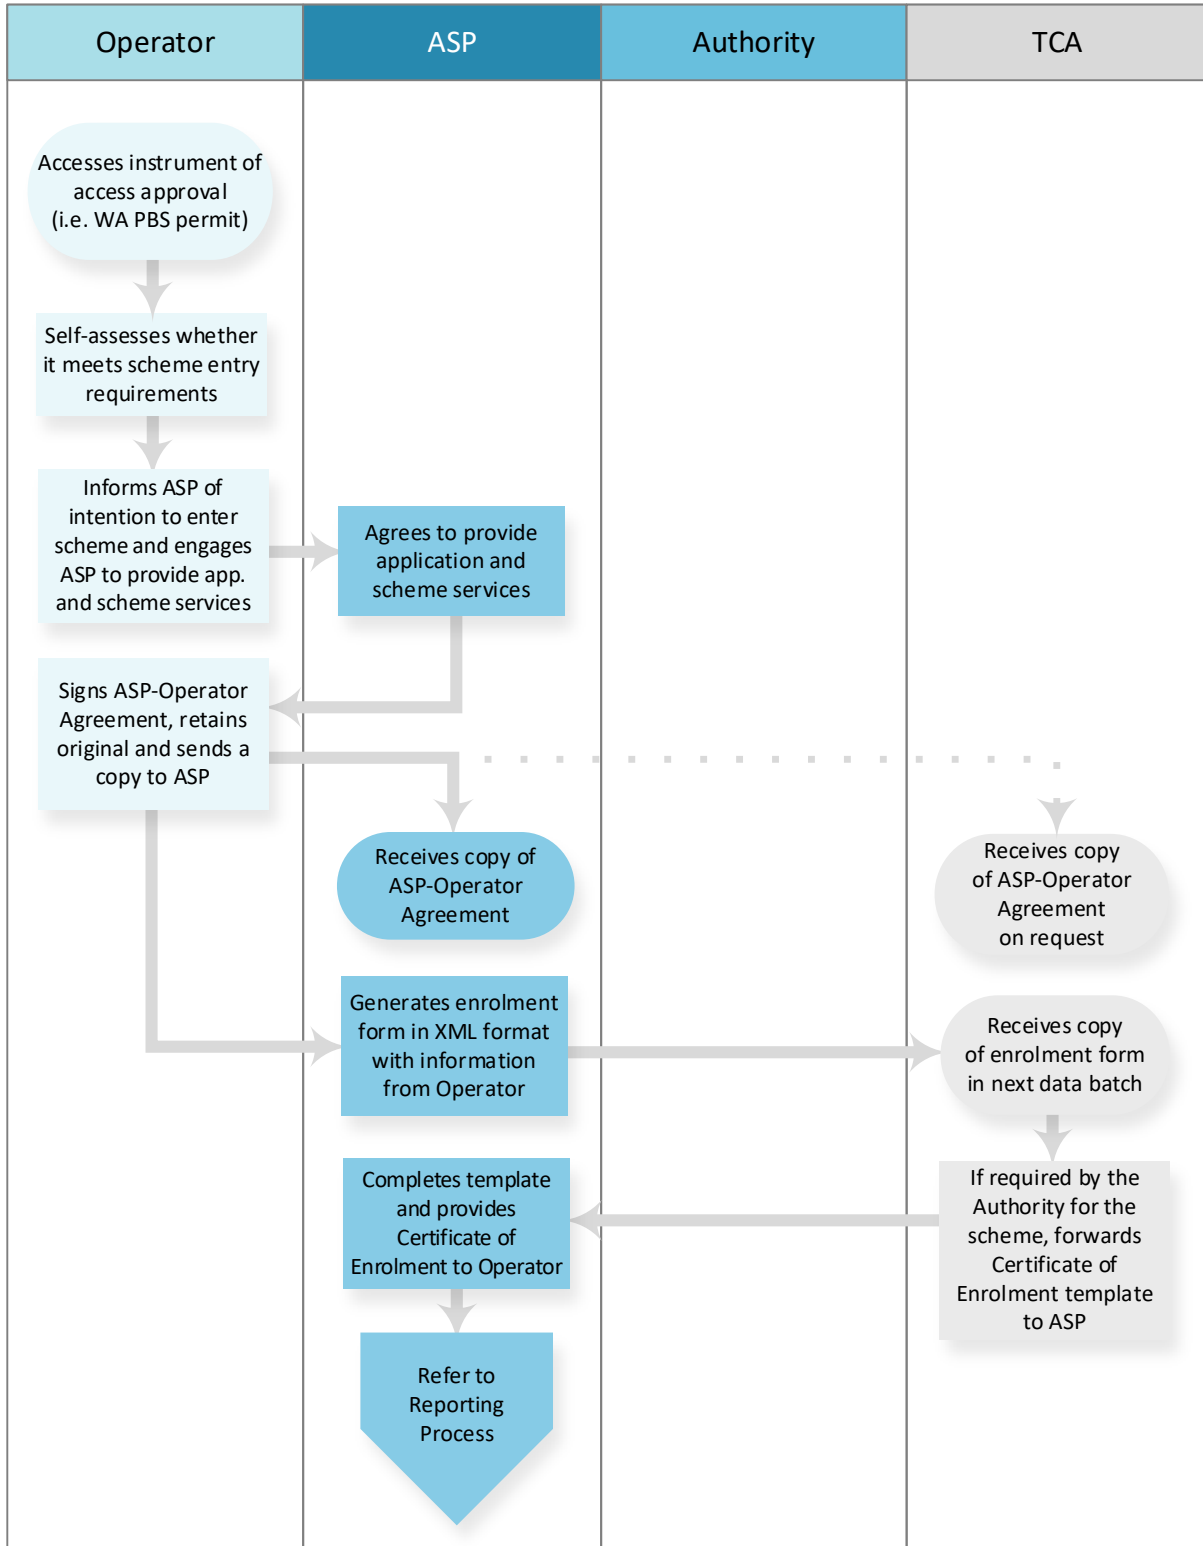 Operator
ASP
Authority
TCA
Accesses instrument of
access approval
(i.e. WA PBS permit)
Self-assesses whether
it meets scheme entry
requirements
Informs ASP of
intention to enter
scheme and engages
ASP to provide app.
and scheme services
Agrees to provide
application and
scheme services
Signs ASP-Operator
Agreement, retains
original and sends a
copy to ASP
Receives copy of
ASP-Operator
Agreement
Receives copy
of ASP-Operator
Agreement
on request
Generates enrolment
form in XML format
with information
from Operator
Receives copy
of enrolment form
in next data batch
Completes template
and provides
Certificate of
Enrolment to Operator
If required by the
Authority for the
scheme, forwards
Certificate of
Enrolment template
to ASP
Refer to
Reporting
Process